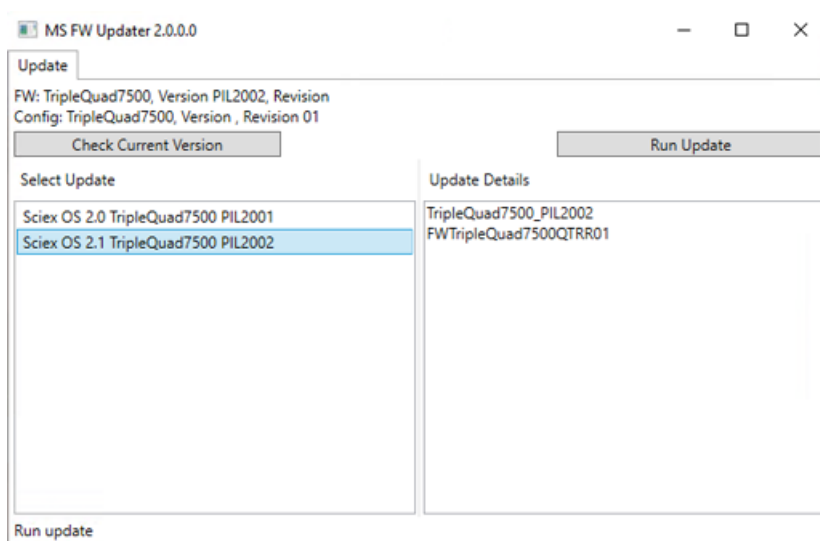 MS FW Updater 2.0.0.0
Update
FW: TripleQuad7500, Version PIL2002, Revision
Config: TripleQuad7500, Version , Revision 01
Check Current Version
Run Update
Select Update
Update Details
Sciex OS 2.0 TripleQuad7500 PIL2001
Sciex OS 2.1 TripleQuad7500 PIL2002
TripleQuad7500_PIL2002
FWTripleQuad7500QTRR01
Run update